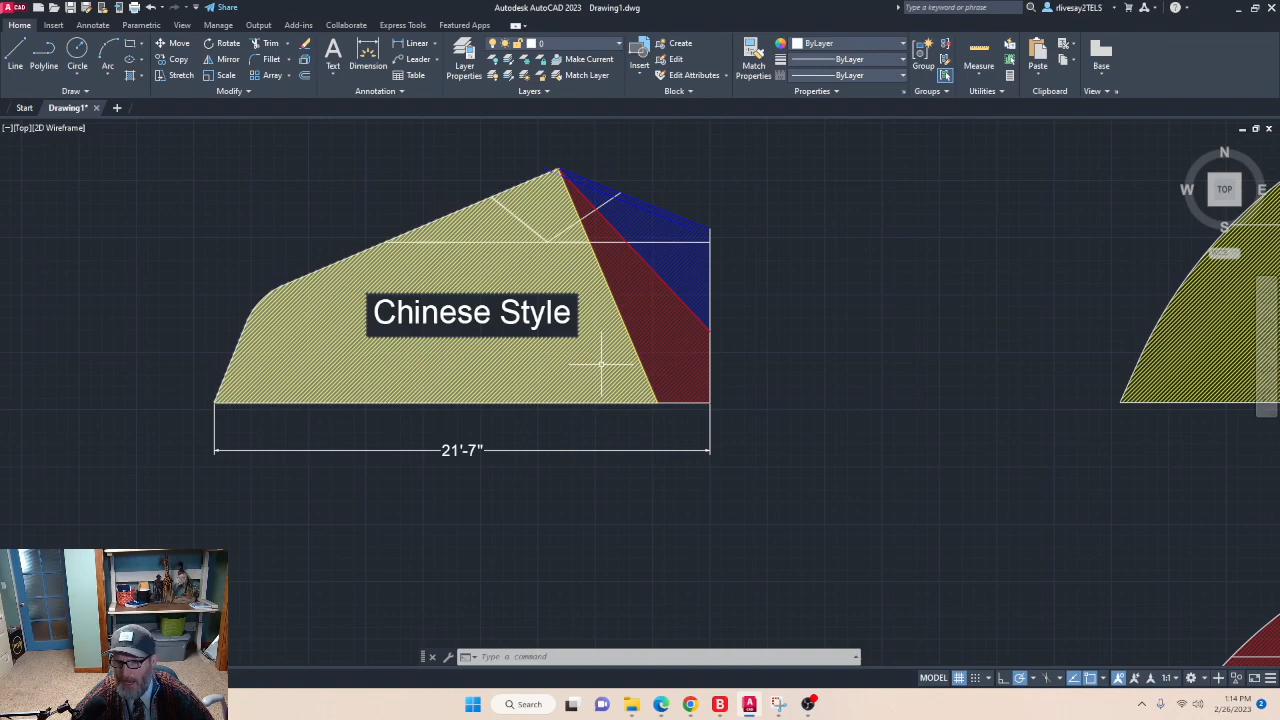 Share
Autodesk AutoCAD 2023 Drawing1.dwg
Type a keyword or phrase
rlivesay2TELS
Home Insert Annotate Parametric View Manage Output Add-ins Collaborate Express Tools Featured Apps
Line Polyline Circle Arc
Move Rotate Trim
Copy Mirror Fillet
Stretch Scale Array
Text Dimension
Linear
Leader
Table
Layer Properties
0
Make Current
Match Layer
Insert
Create
Edit
Edit Attributes
Match Properties
ByLayer
ByLayer
ByLayer
Group
Measure
Paste
Base
Draw Modify Annotation Layers Block Properties Groups Utilities Clipboard View
Start Drawing1*
[−][Top][2D Wireframe]
N
W TOP E
S
Chinese Style
21'-7"
Type a command
MODEL 1:1
Search
1:14 PM
2/26/2023